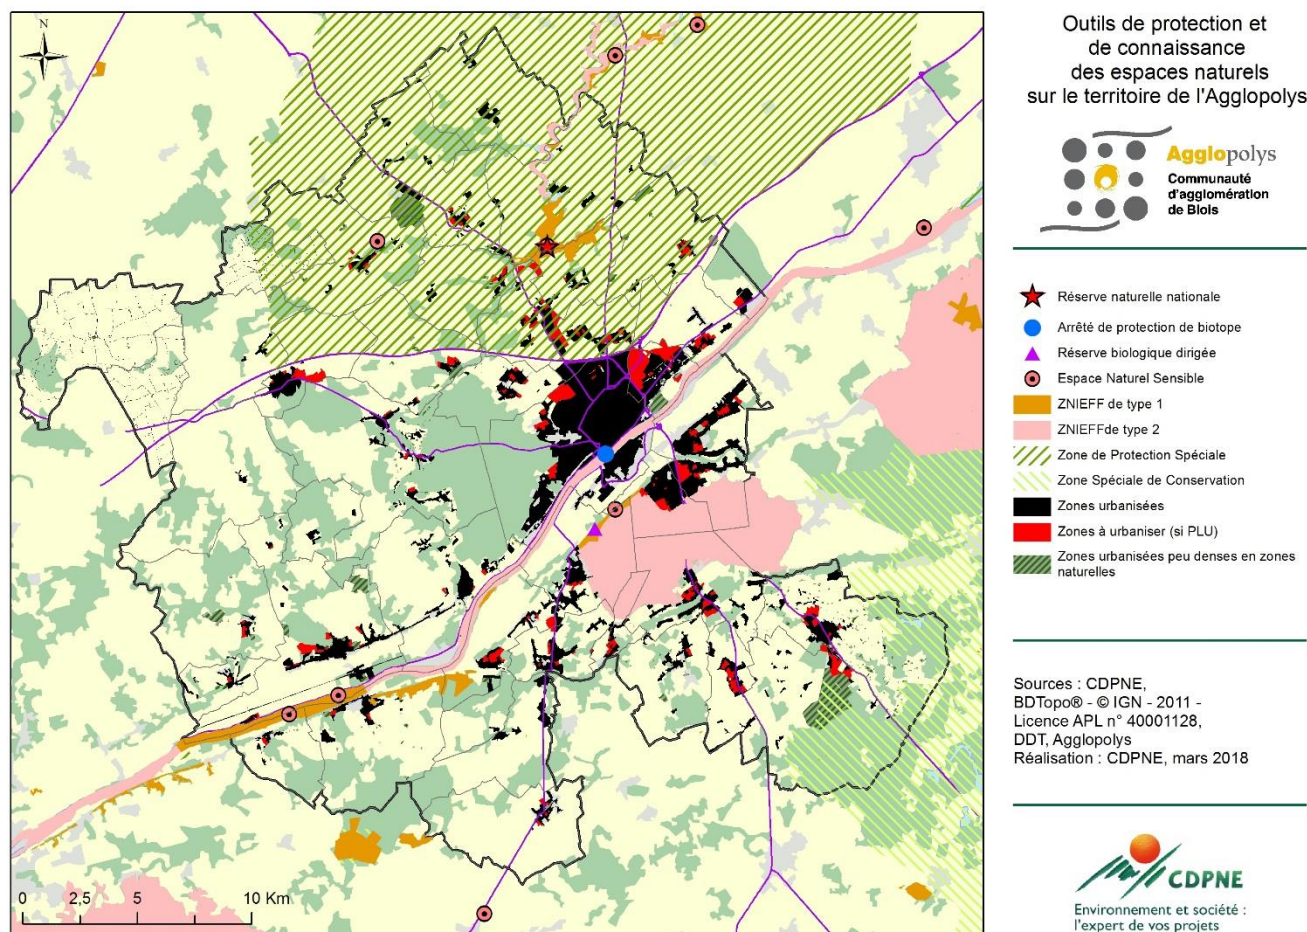 N
0 2,5 5 10 Km
Outils de protection et
de connaissance
des espaces naturels
sur le territoire de l'Agglopolys
Agglopolys
Communauté
d'agglomération
de Blois
Réserve naturelle nationale
Arrêté de protection de biotope
Réserve biologique dirigée
Espace Naturel Sensible
ZNIEFF de type 1
ZNIEFFde type 2
Zone de Protection Spéciale
Zone Spéciale de Conservation
Zones urbanisées
Zones à urbaniser (si PLU)
Zones urbanisées peu denses en zones
naturelles
Sources : CDPNE,
BDTopo® - © IGN - 2011 -
Licence APL n° 40001128,
DDT, Agglopolys
Réalisation : CDPNE, mars 2018
CDPNE
Environnement et société :
l'expert de vos projets